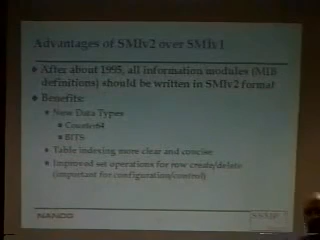 Advantages of SMIv2 over SMIv1
After about 1995, all information modules (MIB
definitions) should be written in SMIv2 format
Benefits:
New Data Types
Counter64
BITS
Table indexing more clear and concise
Improved set operations for row create/delete
(important for configuration/control)
NANOG
SNMP